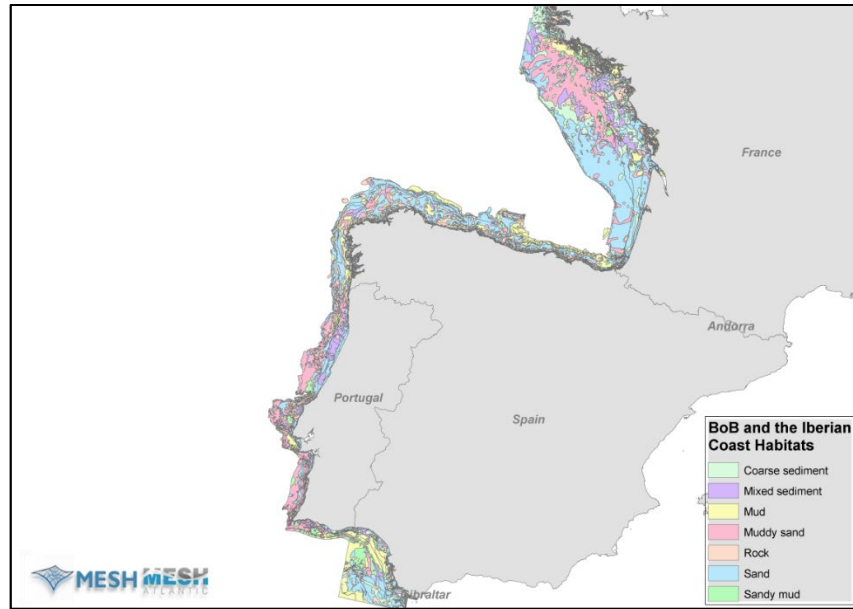 France
Andorra
Portugal
Spain
BoB and the Iberian
Coast Habitats
Coarse sediment
Mixed sediment
Mud
Muddy sand
Rock
Sand
Sandy mud
Gibraltar
MESH MESH
ATLANTIC